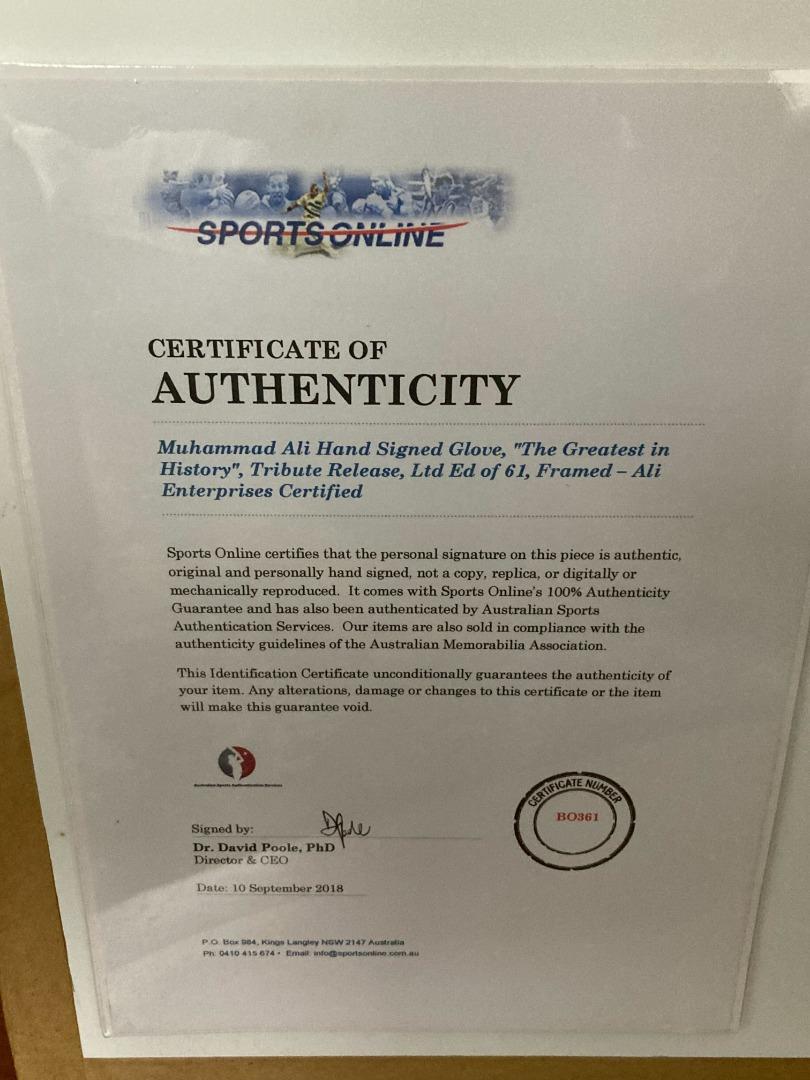 SPORTS ONLINE
CERTIFICATE OF
AUTHENTICITY
Muhammad Ali Hand Signed Glove, "The Greatest in
History", Tribute Release, Ltd Ed of 61, Framed – Ali
Enterprises Certified
Sports Online certifies that the personal signature on this piece is authentic,
original and personally hand signed, not a copy, replica, or digitally or
mechanically reproduced. It comes with Sports Online's 100% Authenticity
Guarantee and has also been authenticated by Australian Sports
Authentication Services. Our items are also sold in compliance with the
authenticity guidelines of the Australian Memorabilia Association.
This Identification Certificate unconditionally guarantees the authenticity of
your item. Any alterations, damage or changes to this certificate or the item
will make this guarantee void.
Australian Sports Authentication Services
CERTIFICATE NUMBER
BO361
Signed by:
Dr. David Poole, PhD
Director & CEO
Date: 10 September 2018
P.O. Box 984, Kings Langley NSW 2147 Australia
Ph: 0410 415 674 • Email: info@sportsonline.com.au